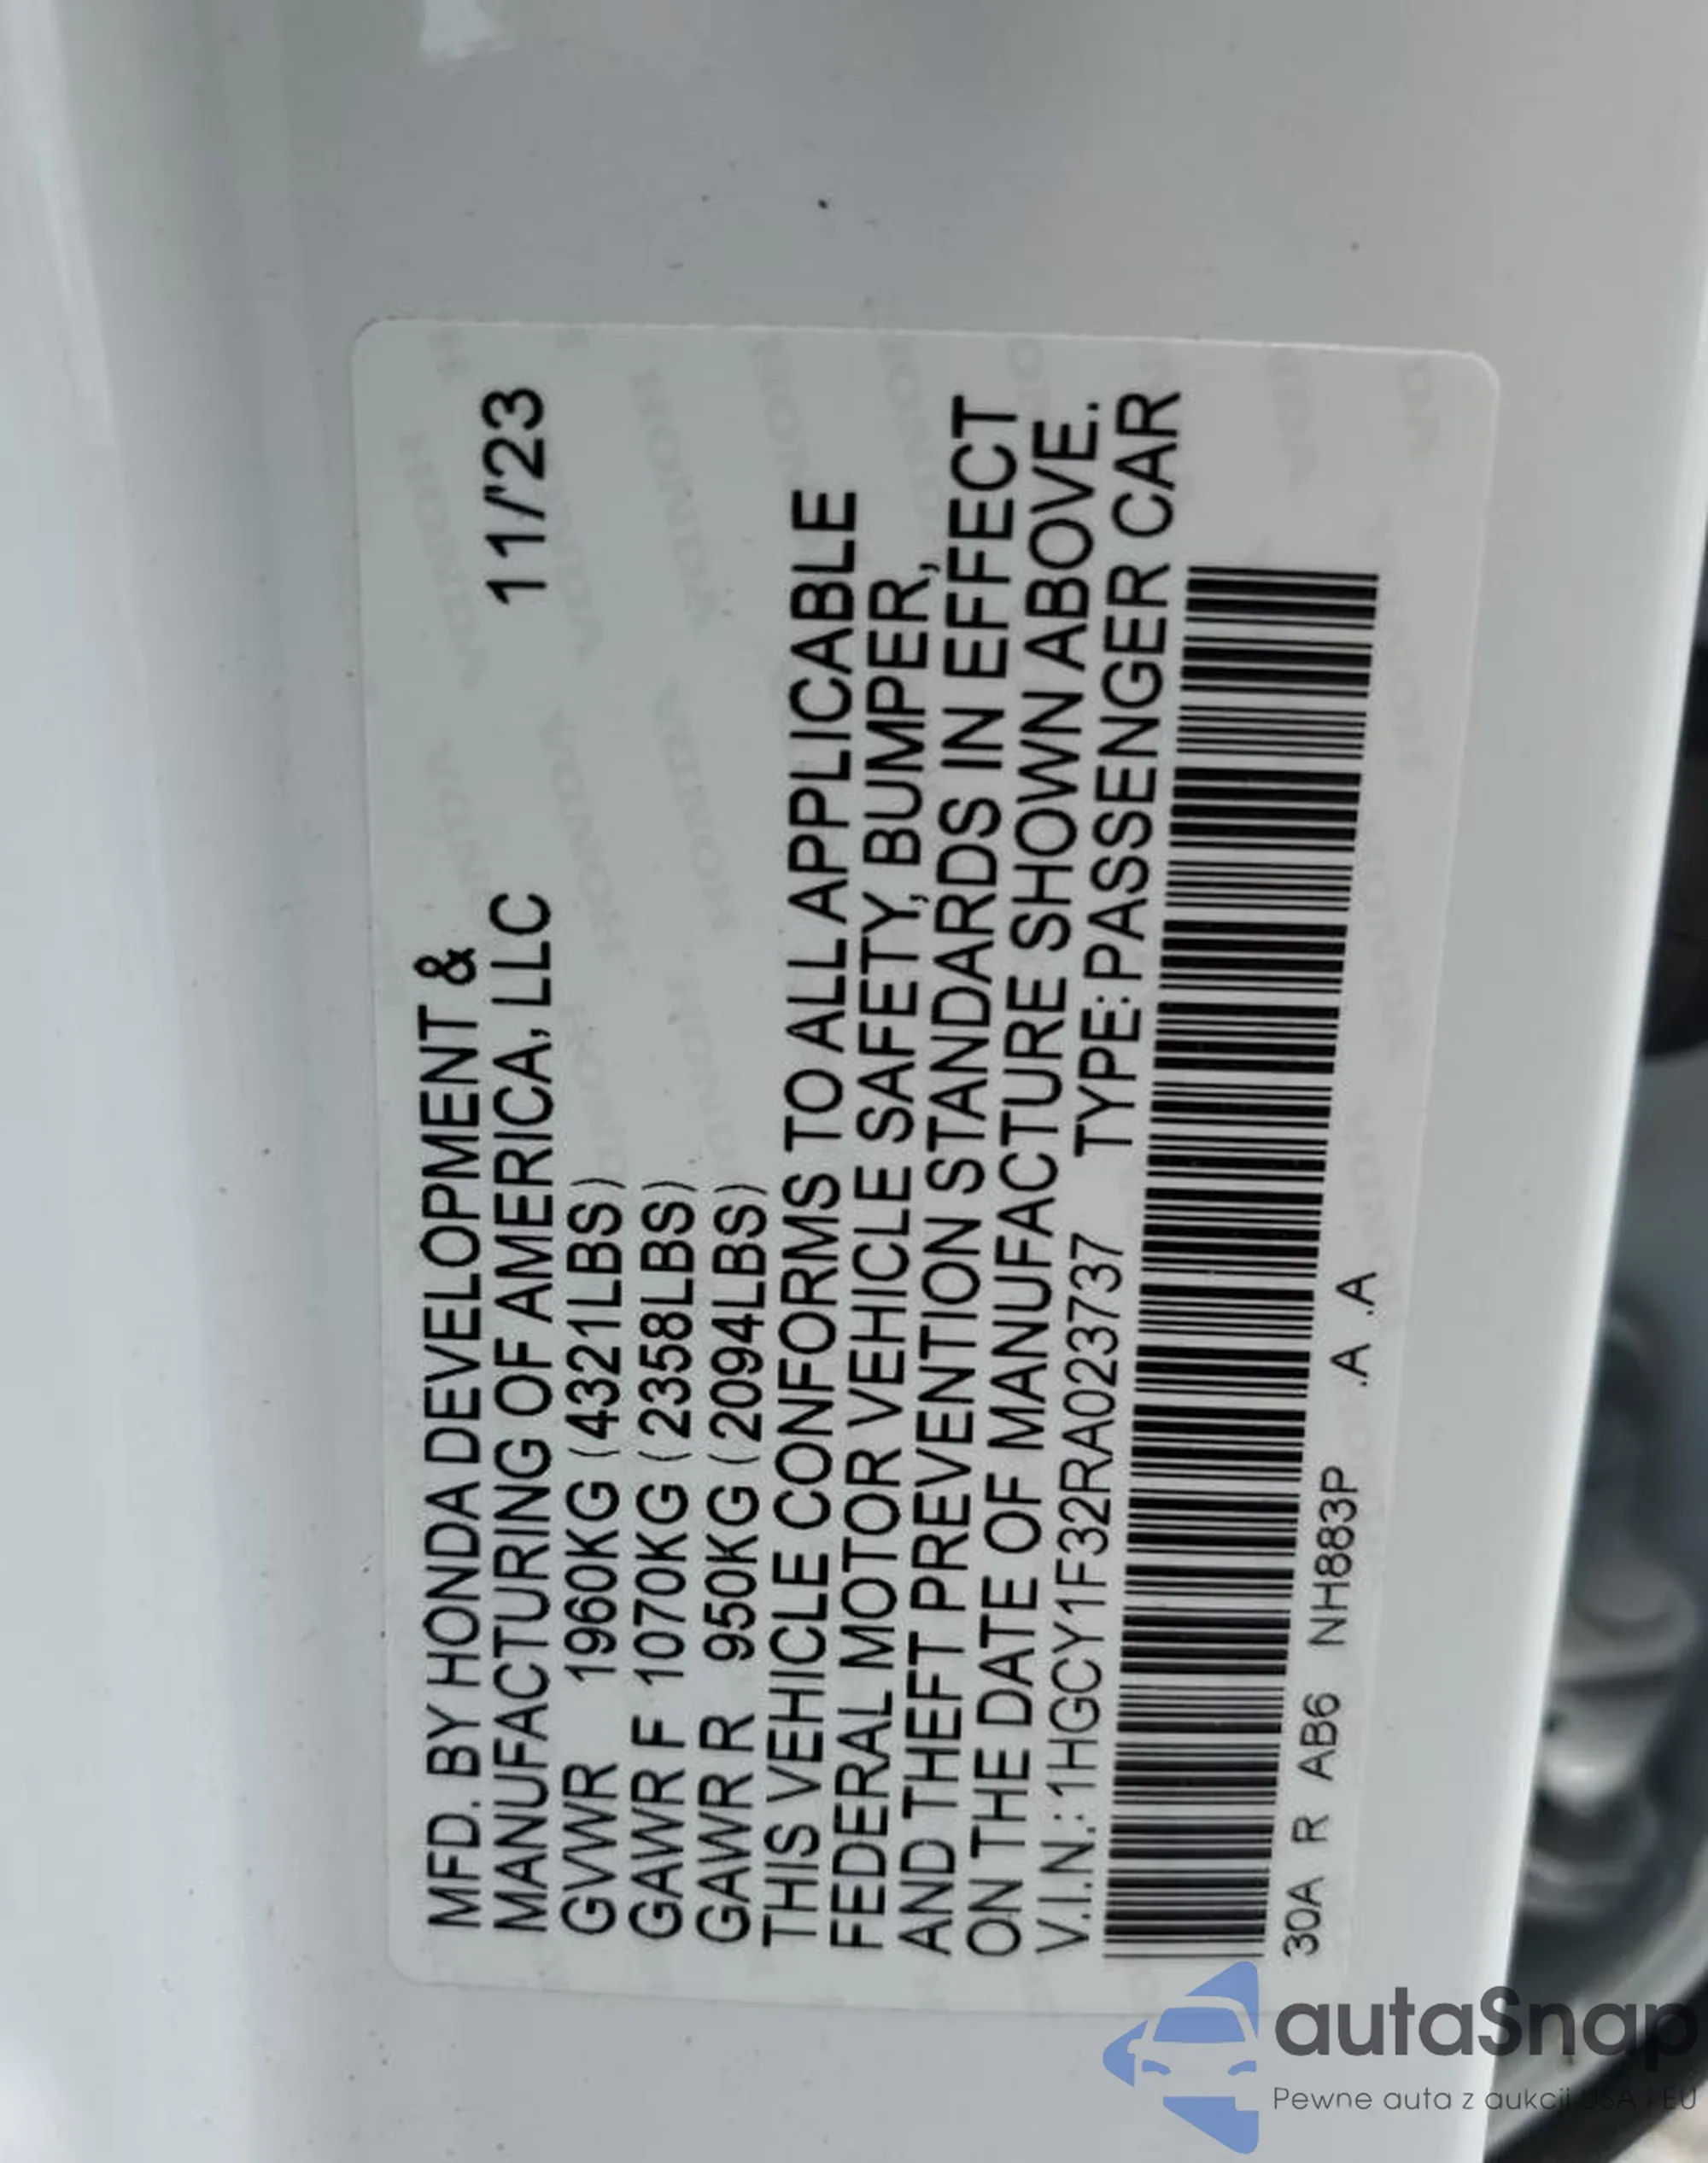 MFD. BY HONDA DEVELOPMENT &
MANUFACTURING OF AMERICA, LLC 11/'23
GVWR 1960KG (4321LBS)
GAWR F 1070KG (2358LBS)
GAWR R 950KG (2094LBS)
THIS VEHICLE CONFORMS TO ALL APPLICABLE
FEDERAL MOTOR VEHICLE SAFETY, BUMPER,
AND THEFT PREVENTION STANDARDS IN EFFECT
ON THE DATE OF MANUFACTURE SHOWN ABOVE.
V.I.N.: 1HGCY1F32RA023737 TYPE: PASSENGER CAR
30A R AB6 NH883P .A .A
autaSnap
Pewne auta z aukcji USA i EU